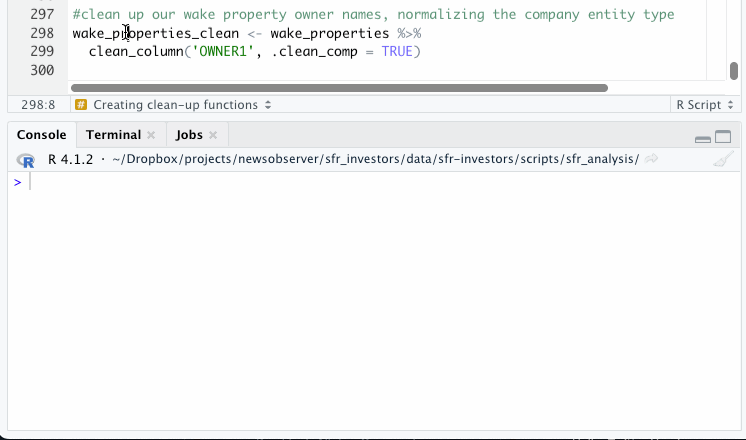 297 #clean up our wake property owner names, normalizing the company entity type
298 wake_properties_clean <- wake_properties %>%
299 clean_column('OWNER1', .clean_comp = TRUE)
300
298:8 # Creating clean-up functions R Script
Console Terminal Jobs
R R 4.1.2 · ~/Dropbox/projects/newsobserver/sfr_investors/data/sfr-investors/scripts/sfr_analysis/
>